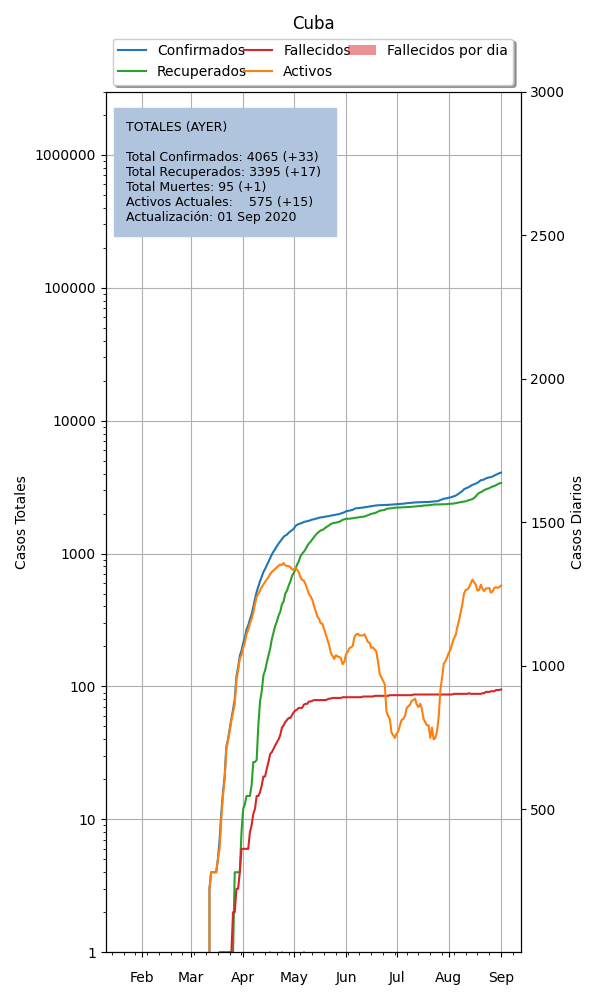 Cuba
Confirmados
Recuperados
Fallecidos
Activos
Fallecidos por dia
TOTALES (AYER)
Total Confirmados: 4065 (+33)
Total Recuperados: 3395 (+17)
Total Muertes: 95 (+1)
Activos Actuales: 575 (+15)
Actualización: 01 Sep 2020
Casos Totales
1000000
100000
10000
1000
100
10
1
3000
2500
2000
1500
1000
500
Casos Diarios
Feb Mar Apr May Jun Jul Aug Sep